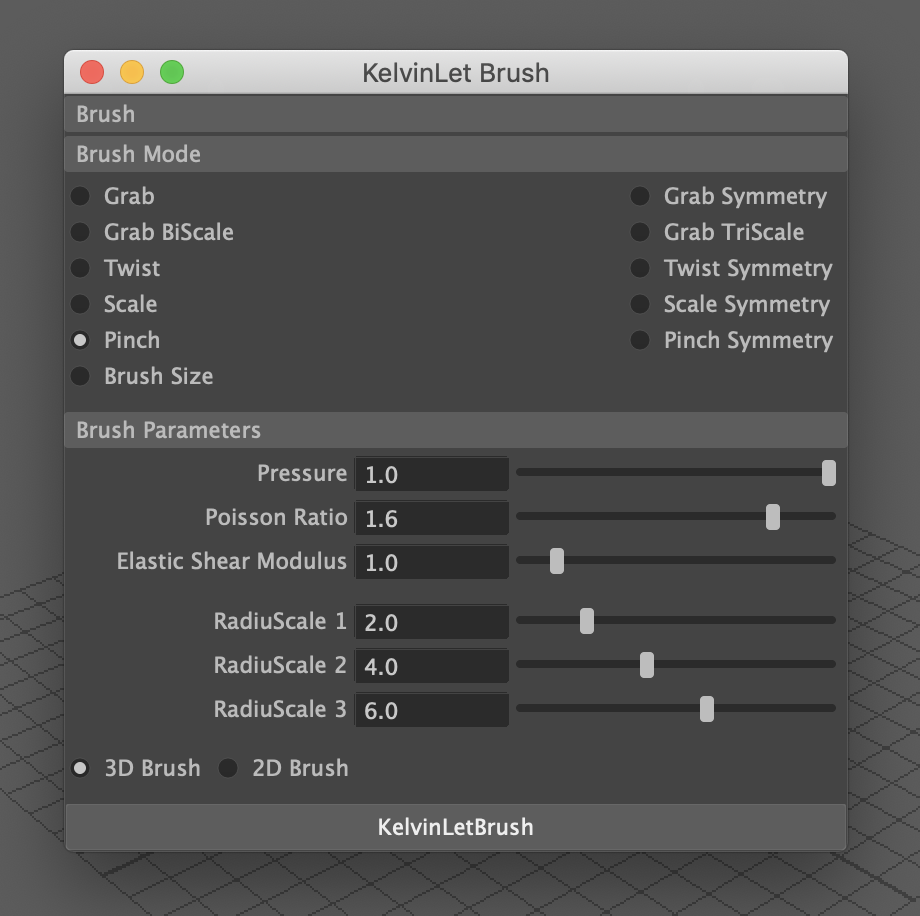 KelvinLet Brush
Brush
Brush Mode
Grab Grab Symmetry
Grab BiScale Grab TriScale
Twist Twist Symmetry
Scale Scale Symmetry
Pinch Pinch Symmetry
Brush Size
Brush Parameters
Pressure 1.0
Poisson Ratio 1.6
Elastic Shear Modulus 1.0
RadiuScale 1 2.0
RadiuScale 2 4.0
RadiuScale 3 6.0
3D Brush 2D Brush
KelvinLetBrush